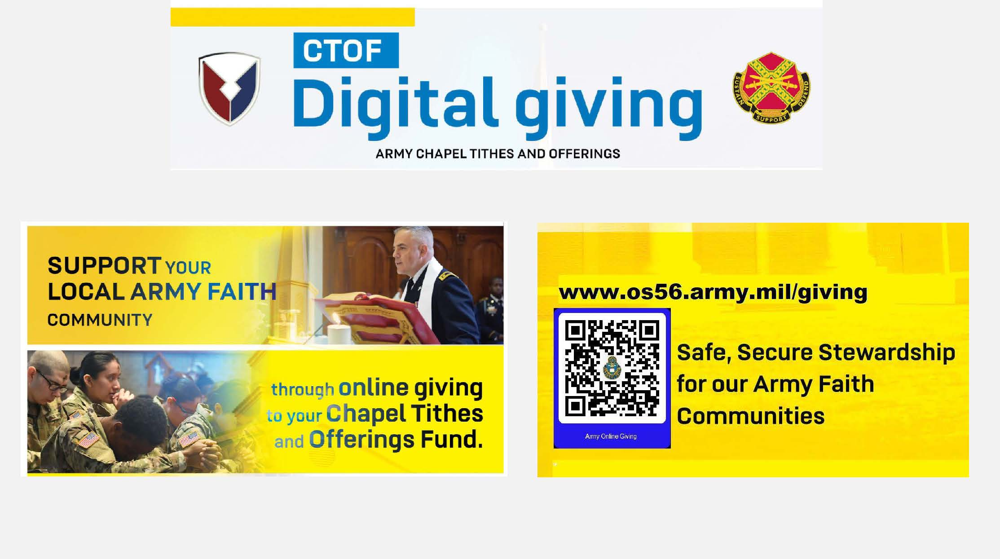 CTOF
Digital giving
ARMY CHAPEL TITHES AND OFFERINGS
SUSTAIN
SUPPORT
DEFEND
SUPPORT YOUR
LOCAL ARMY FAITH
COMMUNITY
through online giving
to your Chapel Tithes
and Offerings Fund.
www.os56.army.mil/giving
Safe, Secure Stewardship
for our Army Faith
Communities
Army Online Giving